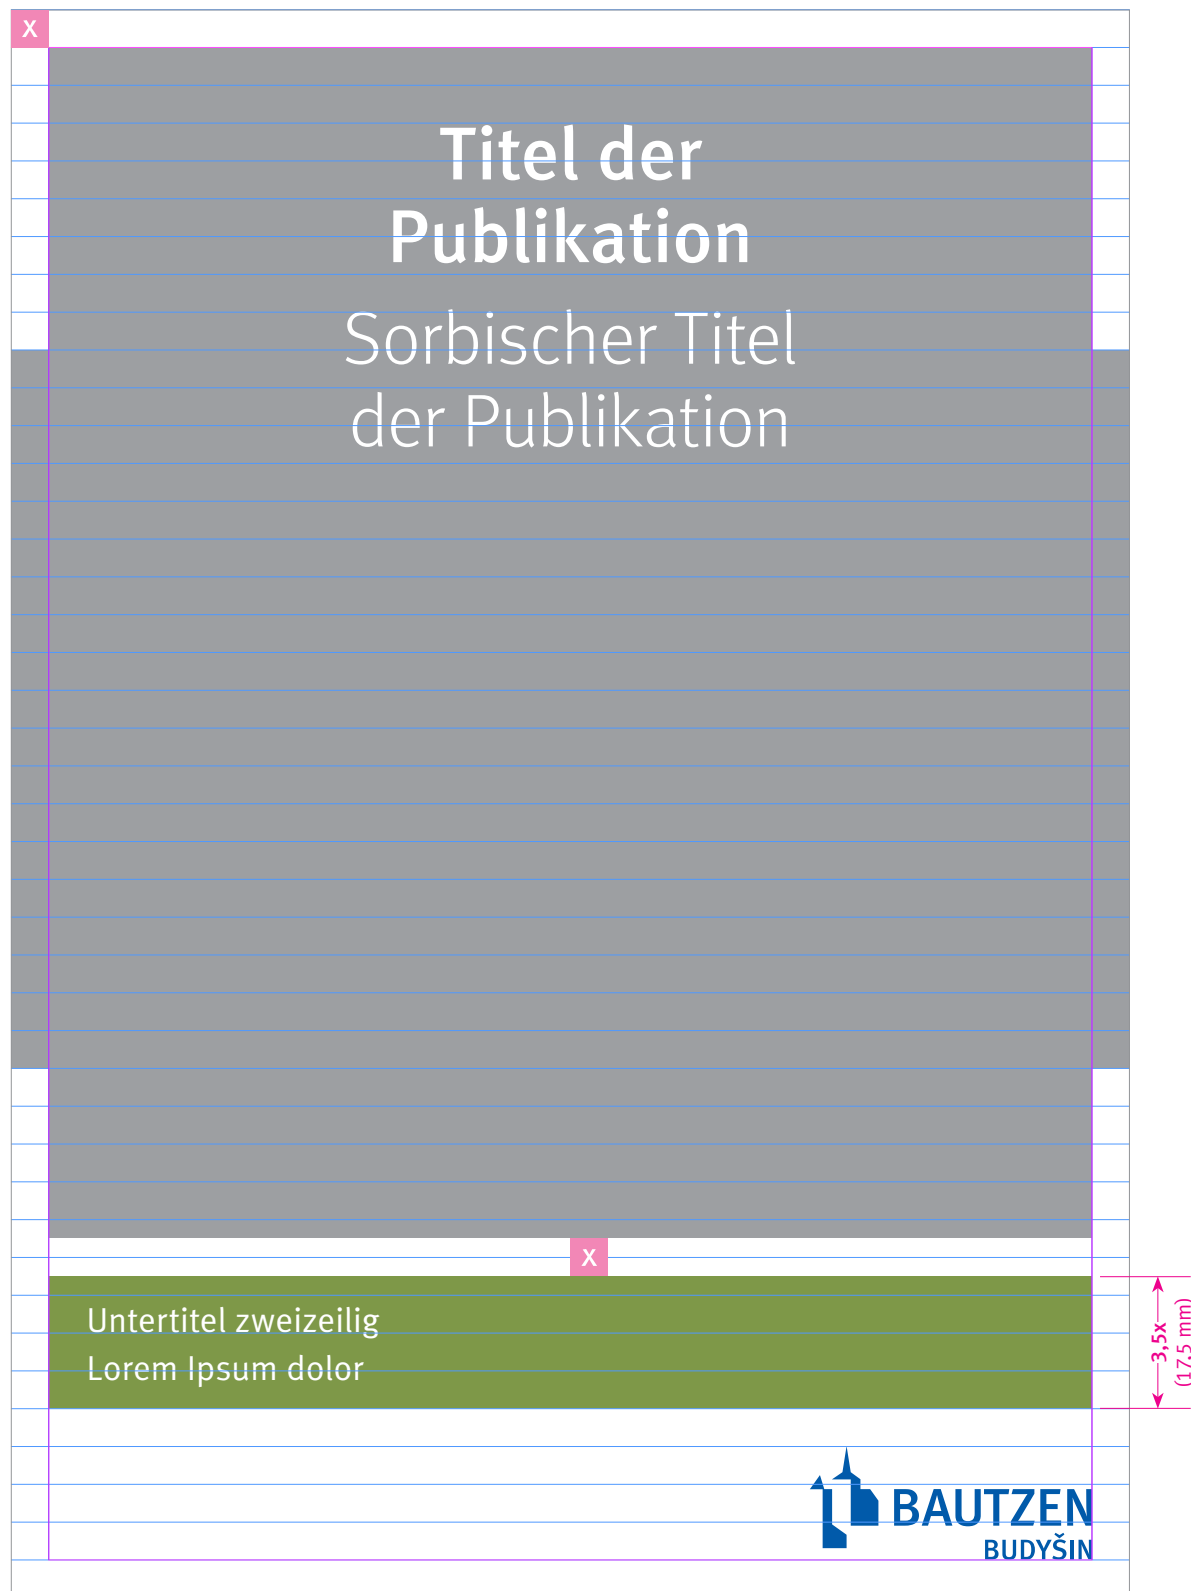 X
Titel der
Publikation
Sorbischer Titel
der Publikation
X
Untertitel zweizeilig
Lorem Ipsum dolor
3,5x
(17,5 mm)
BAUTZEN
BUDYŠIN